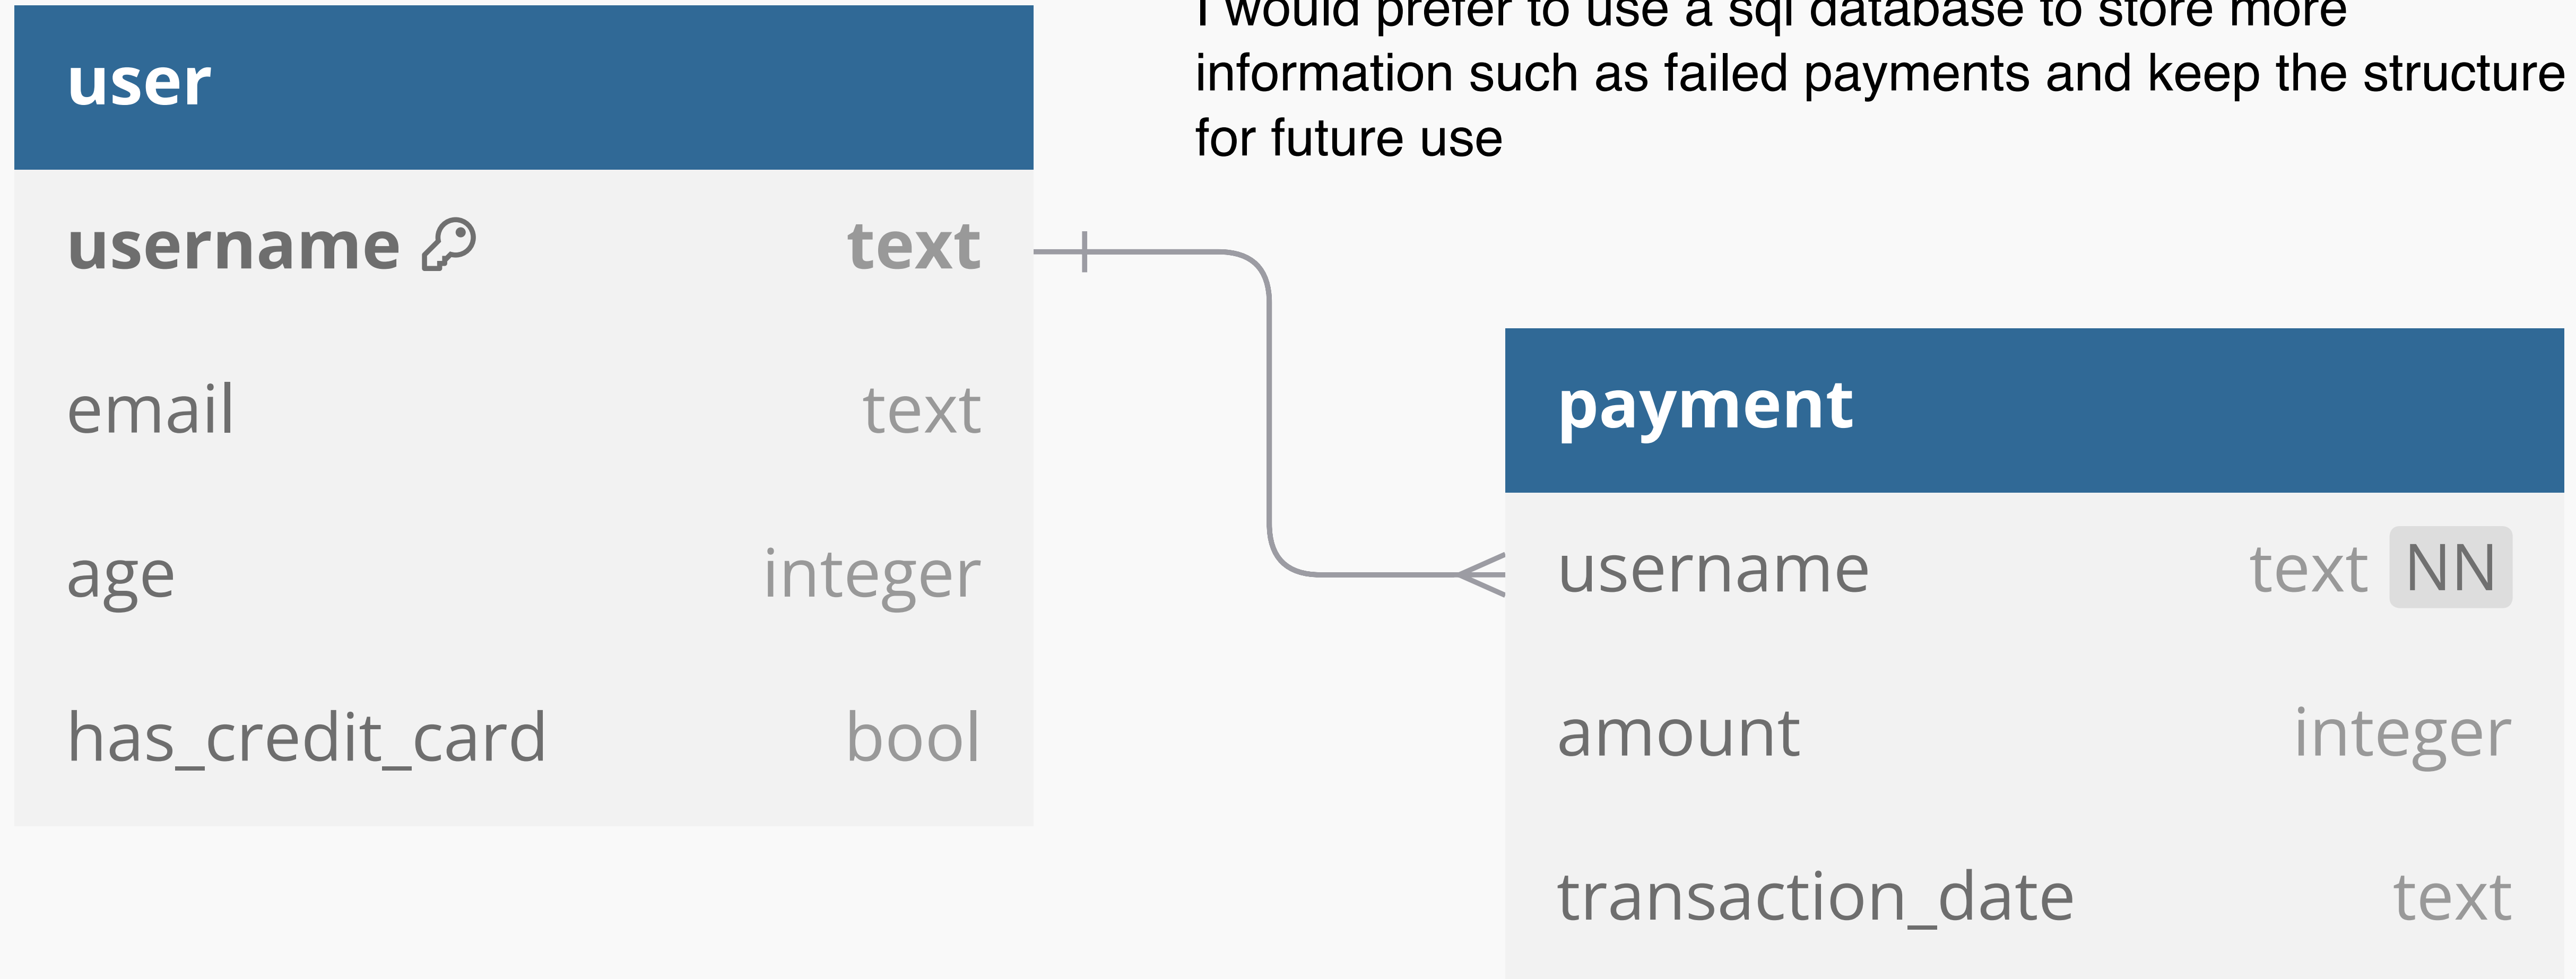 I would prefer to use a sql database to store more
information such as failed payments and keep the structure
for future use
user
username text
email text
age integer
has_credit_card bool
payment
username text NN
amount integer
transaction_date text